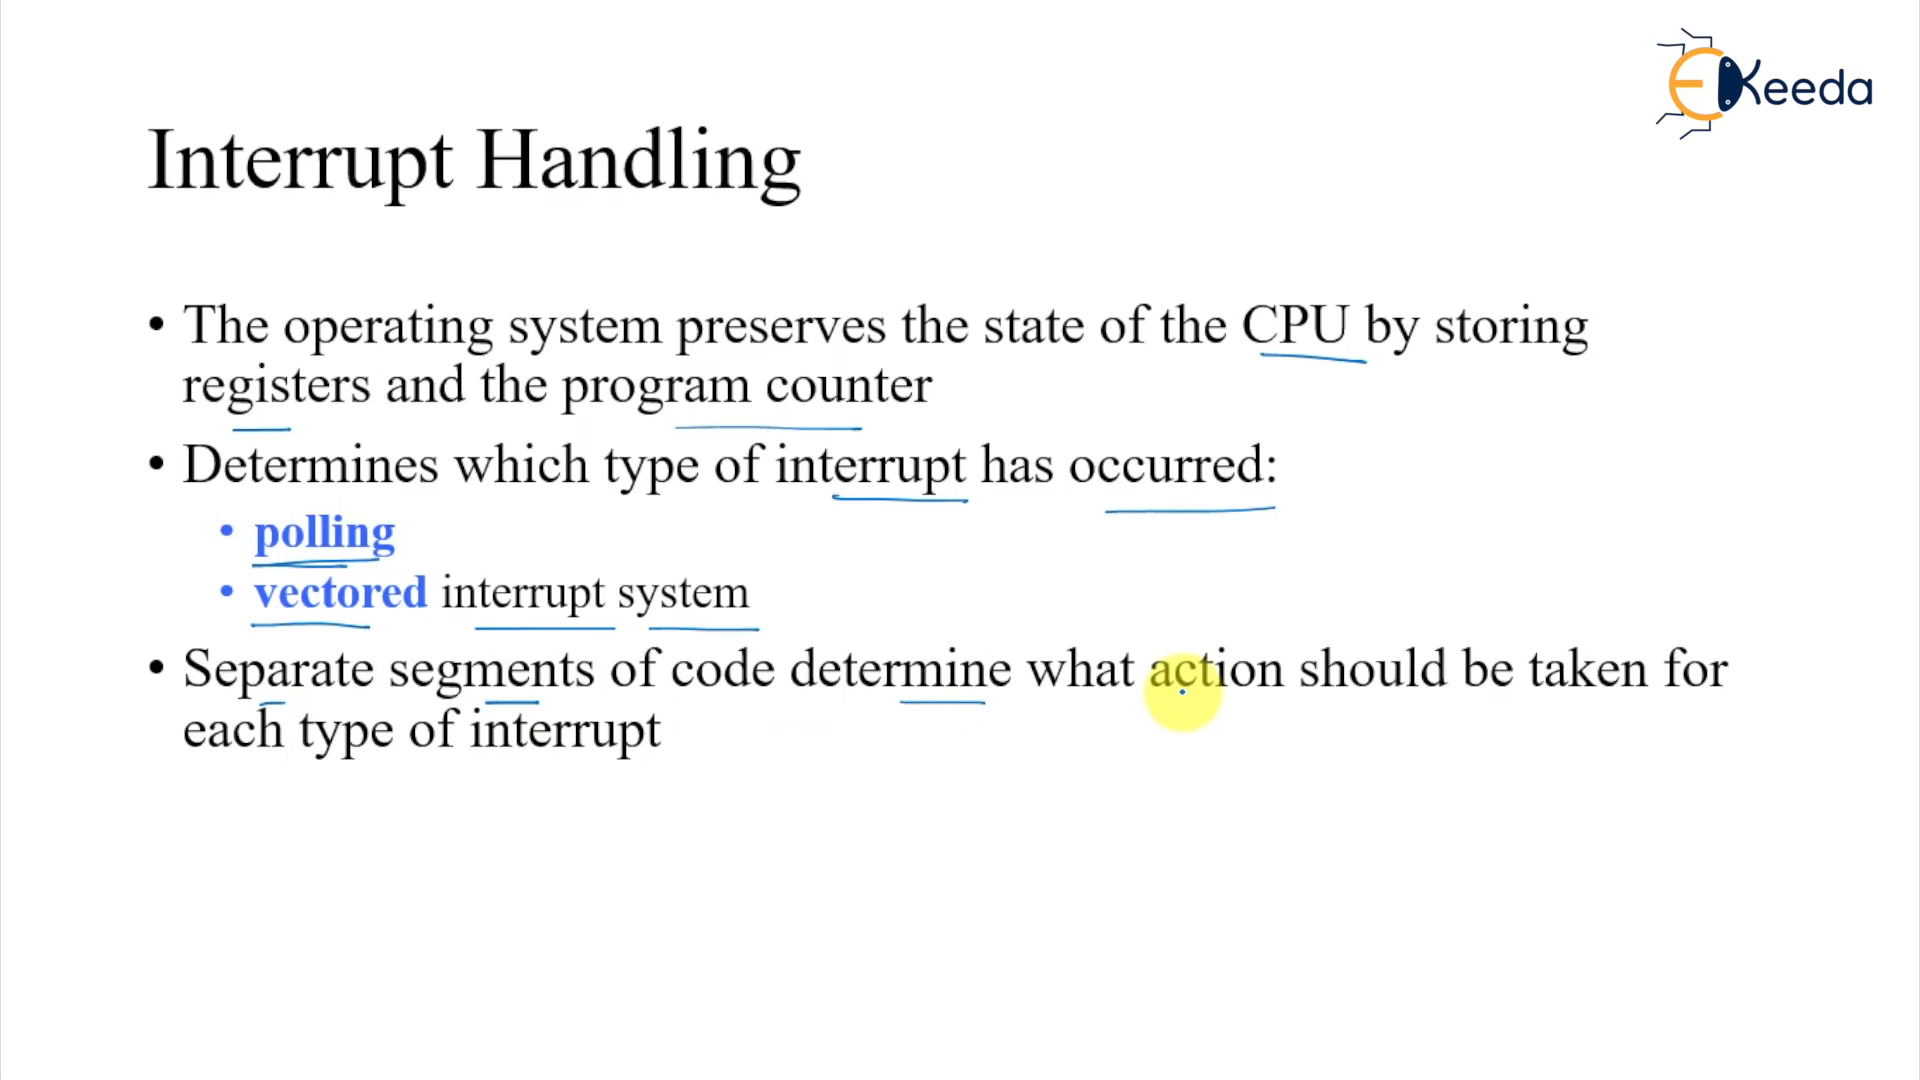 EKeeda
Interrupt Handling
• The operating system preserves the state of the CPU by storing
registers and the program counter
• Determines which type of interrupt has occurred:
• polling
• vectored interrupt system
• Separate segments of code determine what action should be taken for
each type of interrupt